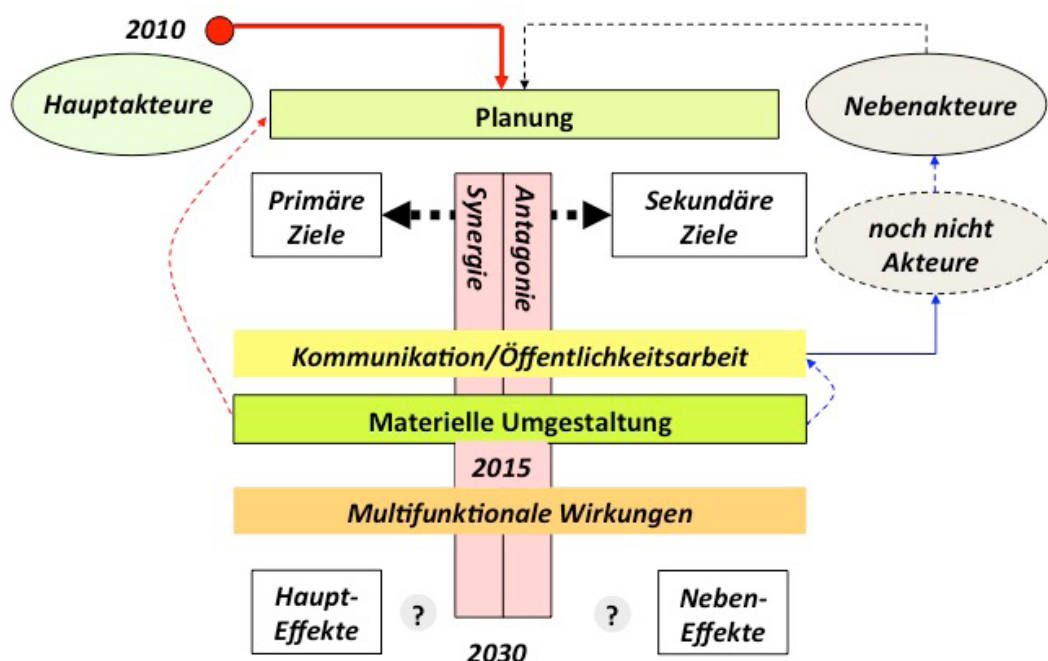 2010
Hauptakteure
Nebenakteure
Planung
Primäre
Ziele
Synergie
Antagonie
Sekundäre
Ziele
noch nicht
Akteure
Kommunikation/Öffentlichkeitsarbeit
Materielle Umgestaltung
2015
Multifunktionale Wirkungen
Haupt-
Effekte
?
?
Neben-
Effekte
2030